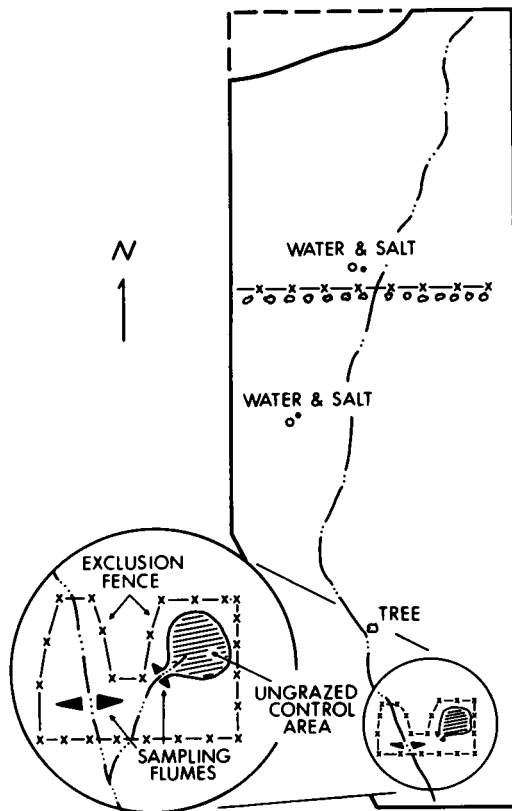 N
WATER & SALT
WATER & SALT
EXCLUSION
FENCE
TREE
UNGRAZED
CONTROL
AREA
SAMPLING
FLUMES